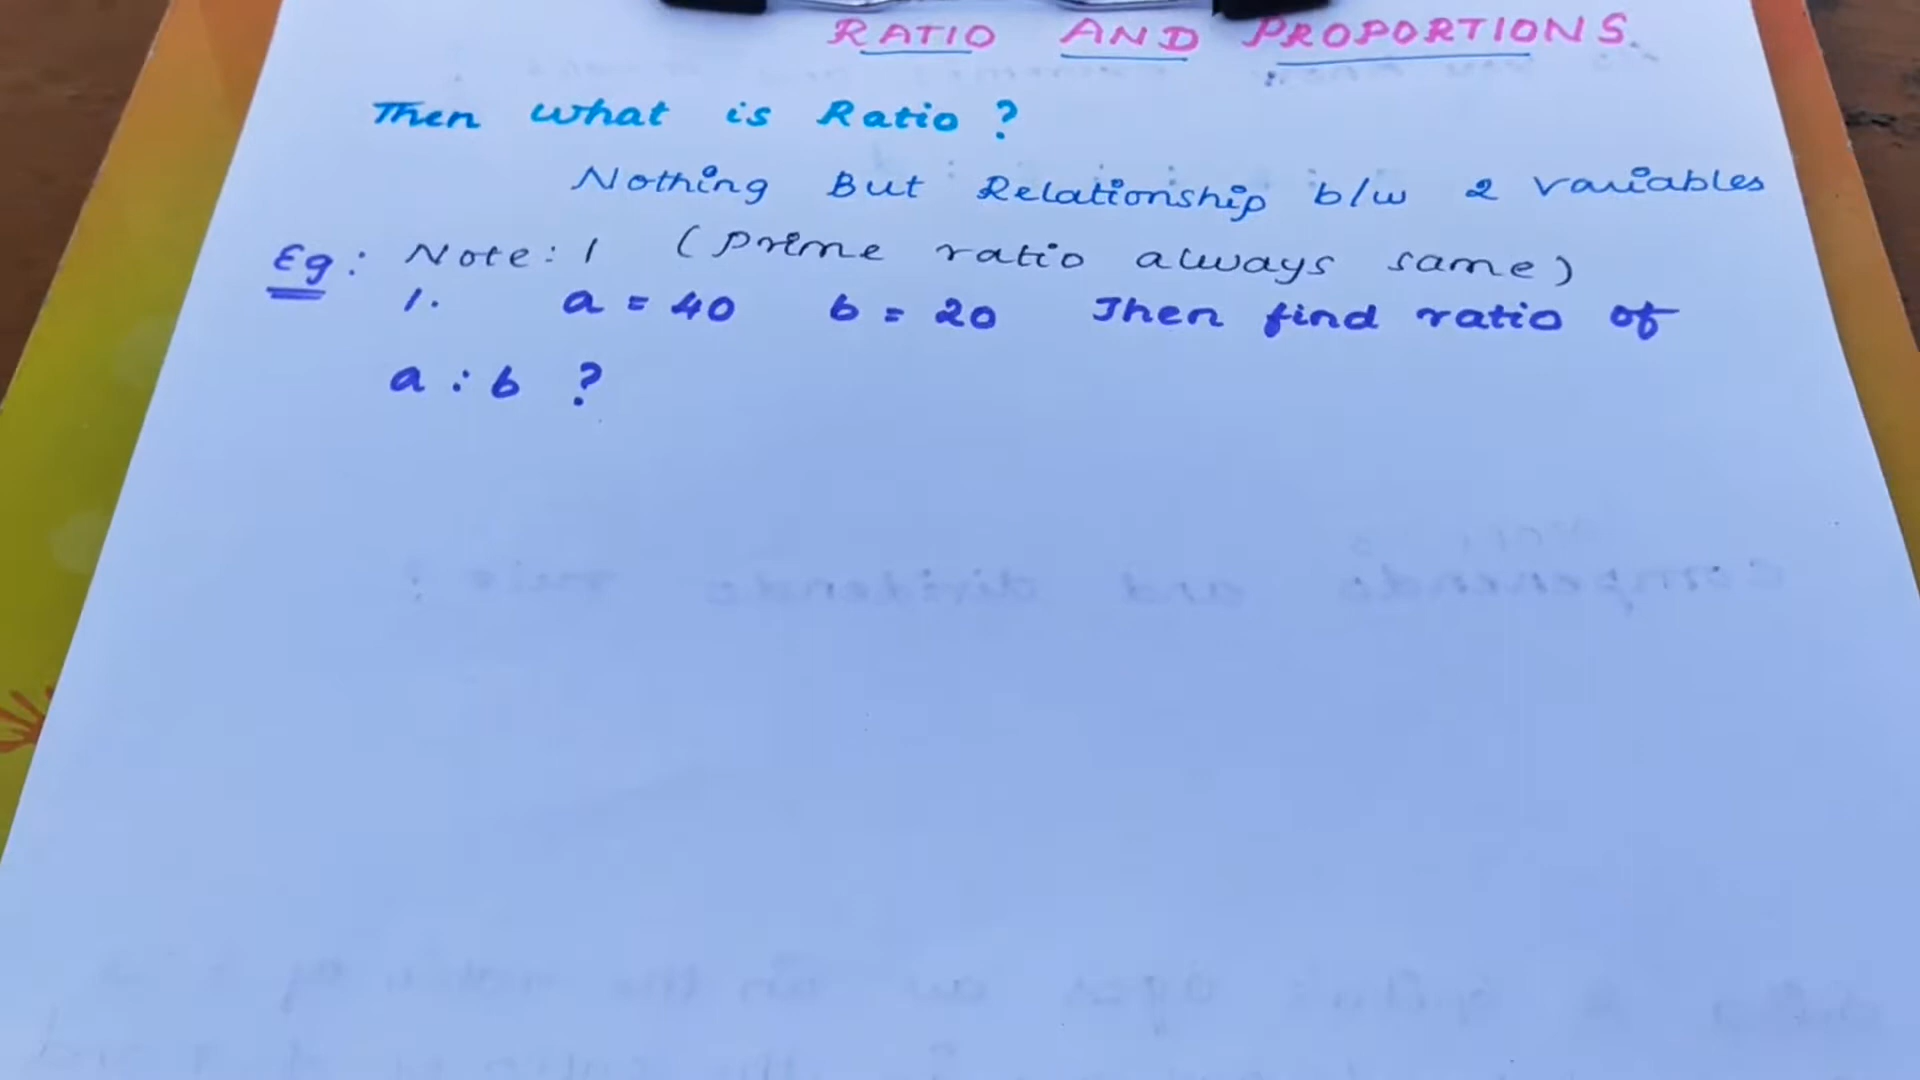 RATIO AND PROPORTIONS
Then what is Ratio ?
Nothing But Relationship b/w 2 variables
Eg: Note: 1 (prime ratio always same)
1. a = 40 b = 20 Then find ratio of
a : b ?